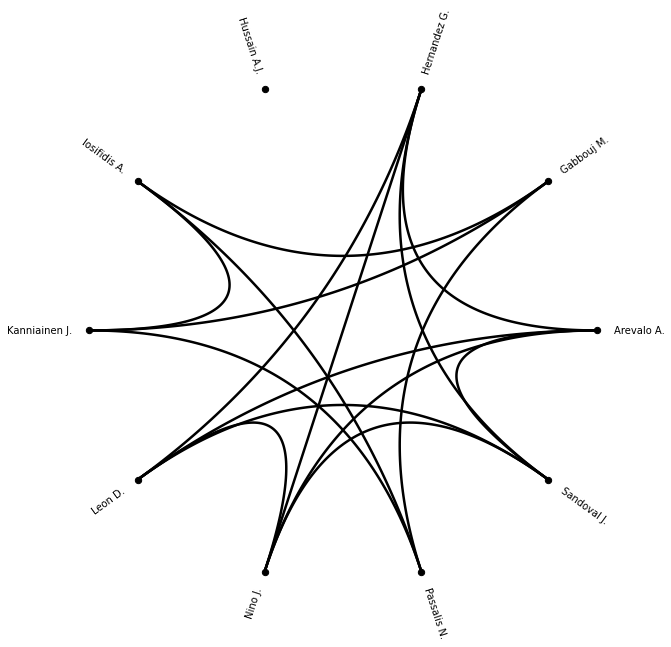 Hussain A.J.
Hernandez G.
Iosifidis A.
Gabbouj M.
Kanniainen J.
Arevalo A.
Leon D.
Sandoval J.
Nino J.
Passalis N.